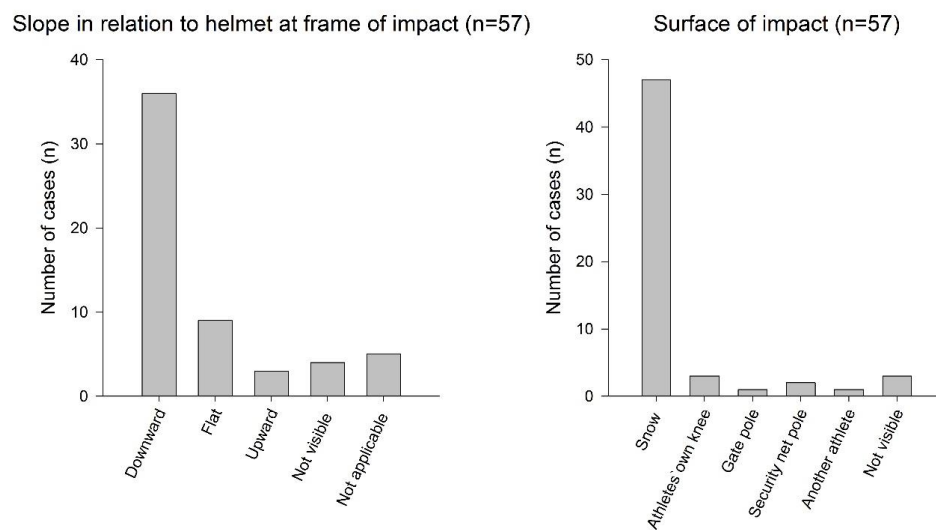 Slope in relation to helmet at frame of impact (n=57)
Number of cases (n)
40
30
20
10
0
Downward
Flat
Upward
Not visible
Not applicable
Surface of impact (n=57)
Number of cases (n)
50
40
30
20
10
0
Snow
Athletes`own knee
Gate pole
Security net pole
Another athlete
Not visible